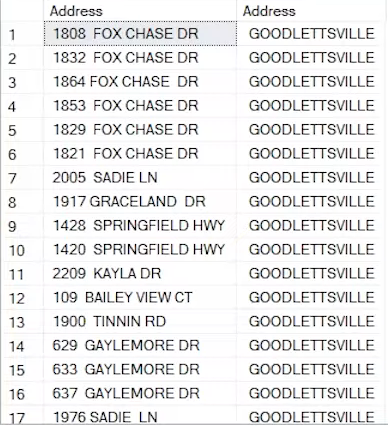 Address Address
1 1808 FOX CHASE DR GOODLETTSVILLE
2 1832 FOX CHASE DR GOODLETTSVILLE
3 1864 FOX CHASE DR GOODLETTSVILLE
4 1853 FOX CHASE DR GOODLETTSVILLE
5 1829 FOX CHASE DR GOODLETTSVILLE
6 1821 FOX CHASE DR GOODLETTSVILLE
7 2005 SADIE LN GOODLETTSVILLE
8 1917 GRACELAND DR GOODLETTSVILLE
9 1428 SPRINGFIELD HWY GOODLETTSVILLE
10 1420 SPRINGFIELD HWY GOODLETTSVILLE
11 2209 KAYLA DR GOODLETTSVILLE
12 109 BAILEY VIEW CT GOODLETTSVILLE
13 1900 TINNIN RD GOODLETTSVILLE
14 629 GAYLEMORE DR GOODLETTSVILLE
15 633 GAYLEMORE DR GOODLETTSVILLE
16 637 GAYLEMORE DR GOODLETTSVILLE
17 1976 SADIE LN GOODLETTSVILLE